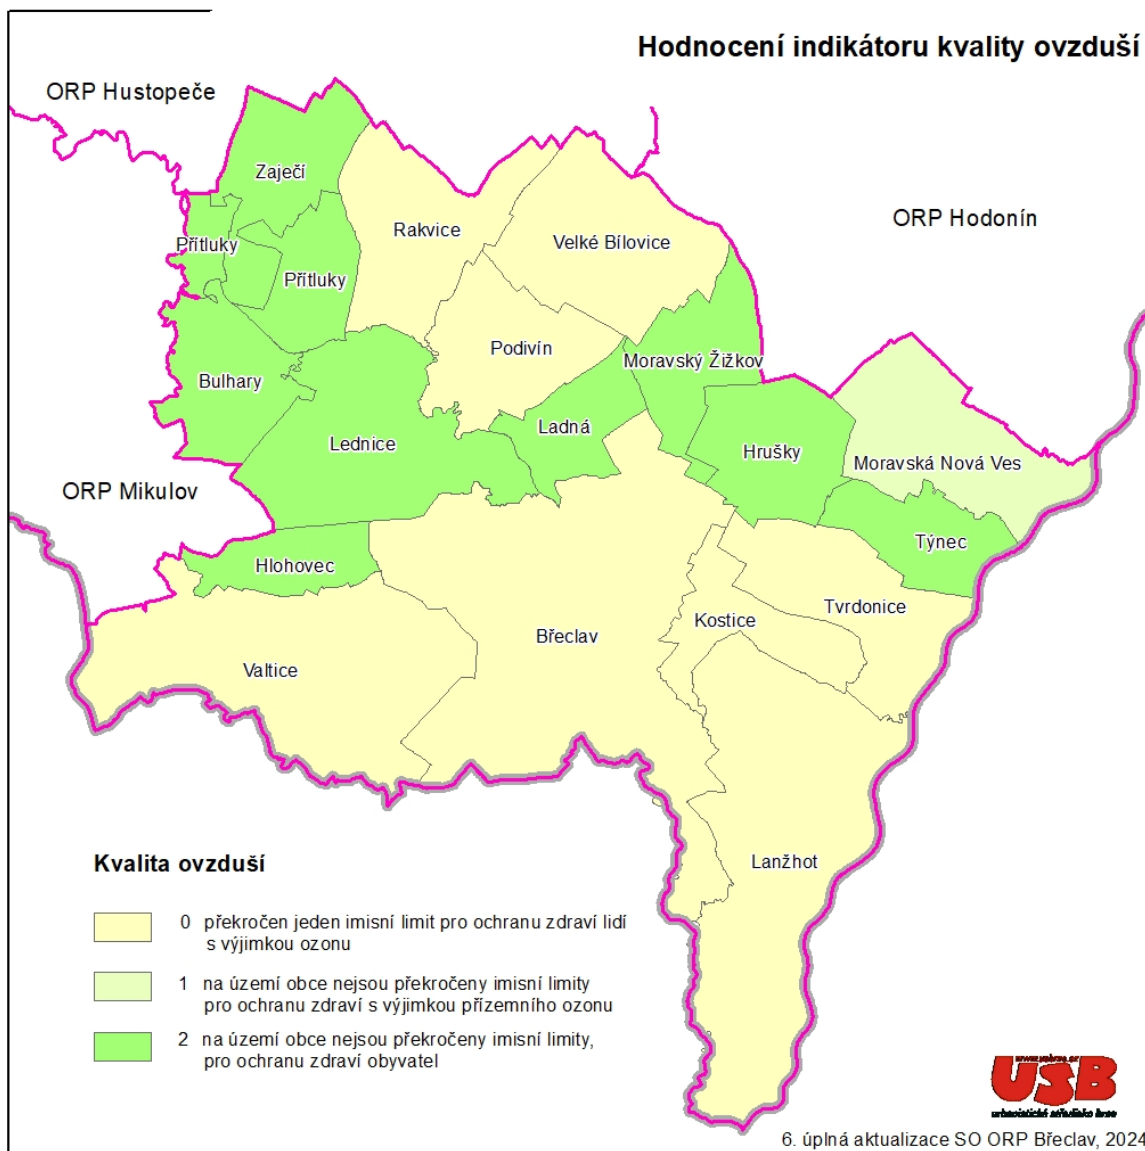 Hodnocení indikátoru kvality ovzduší
ORP Hustopeče
Zaječí
ORP Hodonín
Rakvice
Velké Bílovice
Přítluky
Přítluky
Podivín
Moravský Žižkov
Bulhary
Lednice
Ladná
Hrušky
Moravská Nová Ves
ORP Mikulov
Týnec
Hlohovec
Tvrdonice
Kostice
Břeclav
Valtice
Lanžhot
Kvalita ovzduší
0 překročen jeden imisní limit pro ochranu zdraví lidí
s výjimkou ozonu
1 na území obce nejsou překročeny imisní limity
pro ochranu zdraví s výjimkou přízemního ozonu
2 na území obce nejsou překročeny imisní limity,
pro ochranu zdraví obyvatel
USB
urbanistické středisko brno
6. úplná aktualizace SO ORP Břeclav, 2024